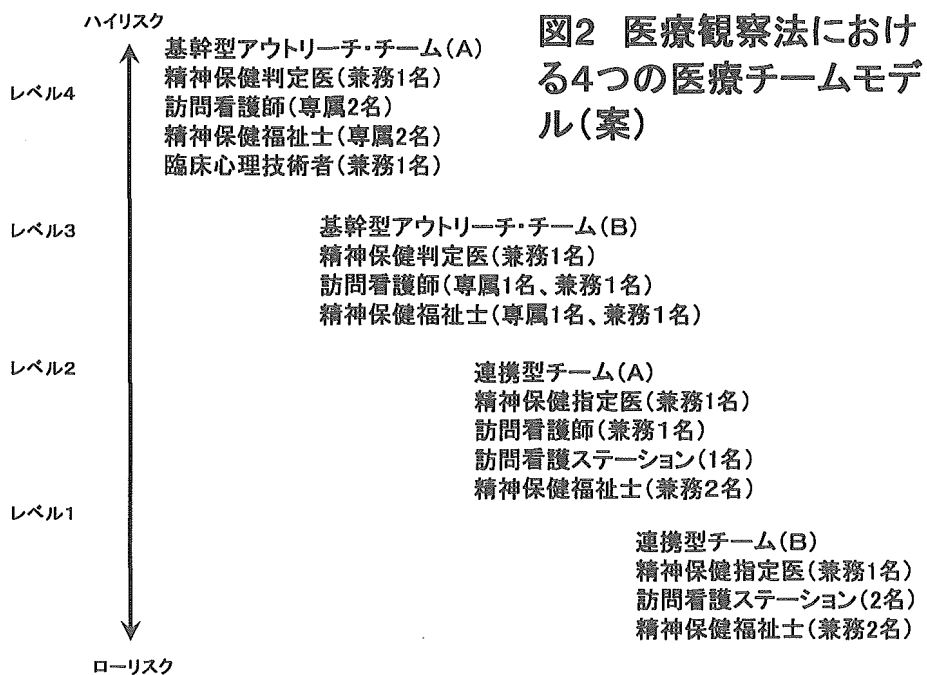 ハイリスク
図2　医療観察法におけ
る4つの医療チームモデ
ル(案)
レベル4
基幹型アウトリーチ・チーム(A)
精神保健判定医(兼務1名)
訪問看護師(専属2名)
精神保健福祉士(専属2名)
臨床心理技術者(兼務1名)
レベル3
基幹型アウトリーチ・チーム(B)
精神保健判定医(兼務1名)
訪問看護師(専属1名、兼務1名)
精神保健福祉士(専属1名、兼務1名)
レベル2
連携型チーム(A)
精神保健指定医(兼務1名)
訪問看護師(兼務1名)
訪問看護ステーション(1名)
精神保健福祉士(兼務2名)
レベル1
連携型チーム(B)
精神保健指定医(兼務1名)
訪問看護ステーション(2名)
精神保健福祉士(兼務2名)
ローリスク